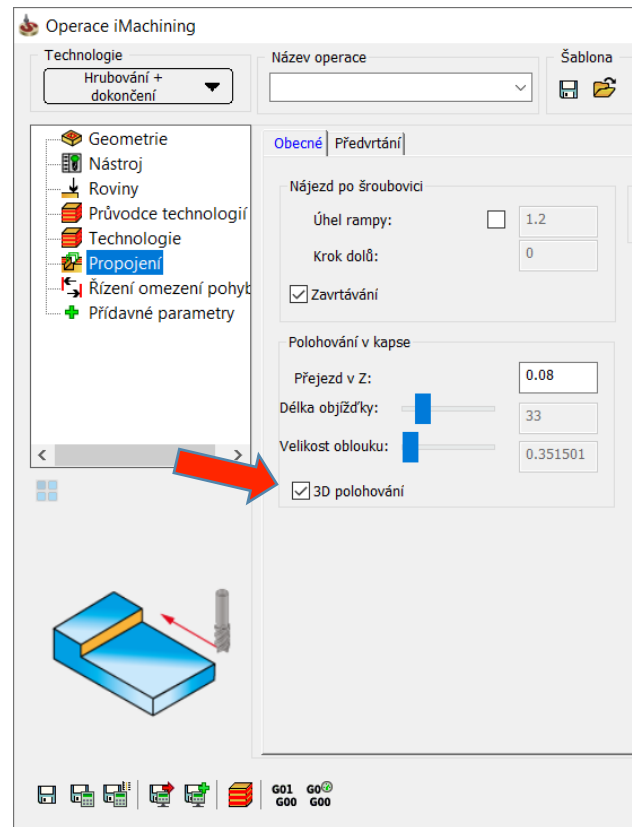 Operace iMachining
Technologie
Hrubování +
dokončení
Název operace
Šablona
Geometrie
Nástroj
Roviny
Průvodce technologií
Technologie
Propojení
Řízení omezení pohyb
Přídavné parametry
Obecné
Předvrtání
Nájezd po šroubovici
Úhel rampy:
1.2
Krok dolů:
0
Zavrtávání
Polohování v kapse
Přejezd v Z:
0.08
Délka objížďky:
33
Velikost oblouku:
0.351501
3D polohování
G01 G0
G00 G00